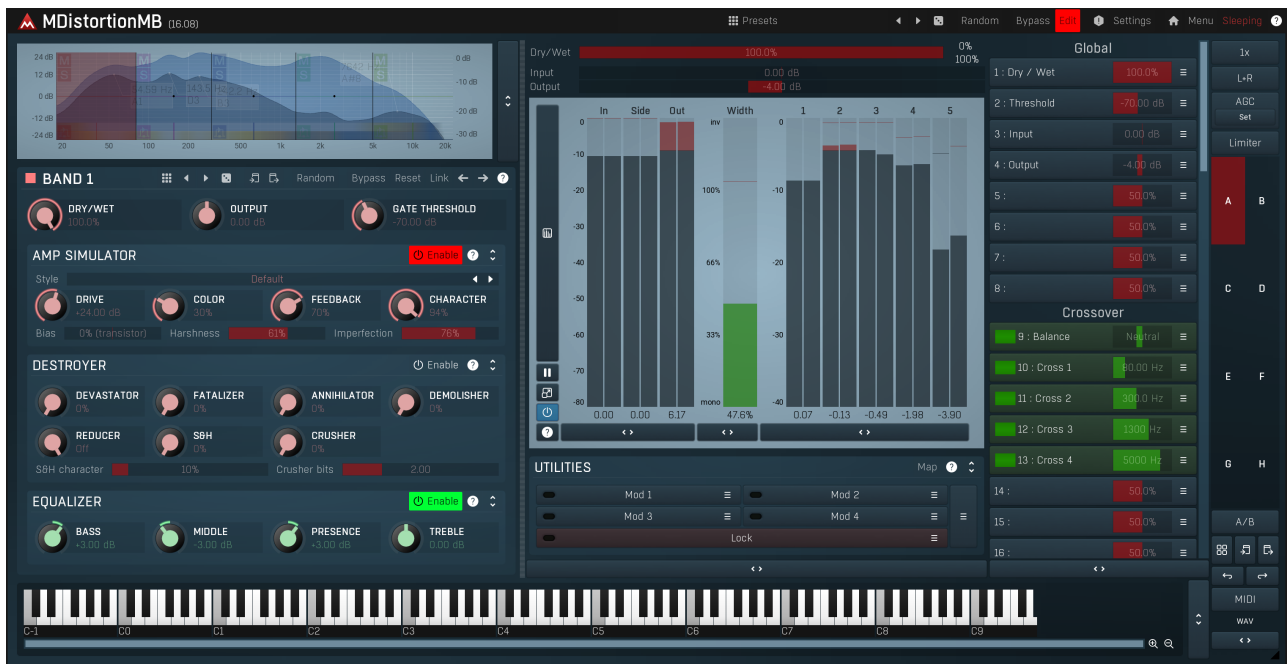 MDistortionMB (16.08)
Presets
Random Bypass Edit Settings Menu Sleeping ?
24 dB
12 dB
0 dB
-12 dB
-24 dB
0 dB
-10 dB
-20 dB
-30 dB
20 50 100 200 500 1k 2k 5k 10k 20k
BAND 1 Random Bypass Reset Link ?
DRY/WET
100.0%
OUTPUT
0.00 dB
GATE THRESHOLD
-70.00 dB
AMP SIMULATOR Enable ?
Style Default
DRIVE
+24.00 dB
COLOR
30%
FEEDBACK
70%
CHARACTER
94%
Bias 0% (transistor) Harshness 61% Imperfection 76%
DESTROYER Enable ?
DEVASTATOR
0%
FATALIZER
0%
ANNIHILATOR
0%
DEMOLISHER
0%
REDUCER
Off
S&H
0%
CRUSHER
0%
S&H character 10% Crusher bits 2.00
EQUALIZER Enable ?
BASS
+3.00 dB
MIDDLE
-3.00 dB
PRESENCE
+3.00 dB
TREBLE
0.00 dB
Dry/Wet 100.0% 0%
100%
Input 0.00 dB
Output -4.00 dB
In Side Out Width 1 2 3 4 5
0
-10
-20
-30
-40
-50
-60
-70
-80
inv
100%
66%
33%
mono
0
-10
-20
-30
-40
0.00 0.00 6.17 47.6% 0.07 -0.13 -0.49 -1.98 -3.90
?
UTILITIES Map ?
Mod 1 Mod 2
Mod 3 Mod 4
Lock
Global
1 : Dry / Wet 100.0%
2 : Threshold -70.00 dB
3 : Input 0.00 dB
4 : Output -4.00 dB
5 : 50.0%
6 : 50.0%
7 : 50.0%
8 : 50.0%
Crossover
9 : Balance Neutral
10 : Cross 1 80.00 Hz
11 : Cross 2 300.0 Hz
12 : Cross 3 1300 Hz
13 : Cross 4 5000 Hz
14 : 50.0%
15 : 50.0%
16 : 50.0%
1x
L+R
AGC
Set
Limiter
A B
C D
E F
G H
A/B
MIDI
WAV
C-1 C0 C1 C2 C3 C4 C5 C6 C7 C8 C9